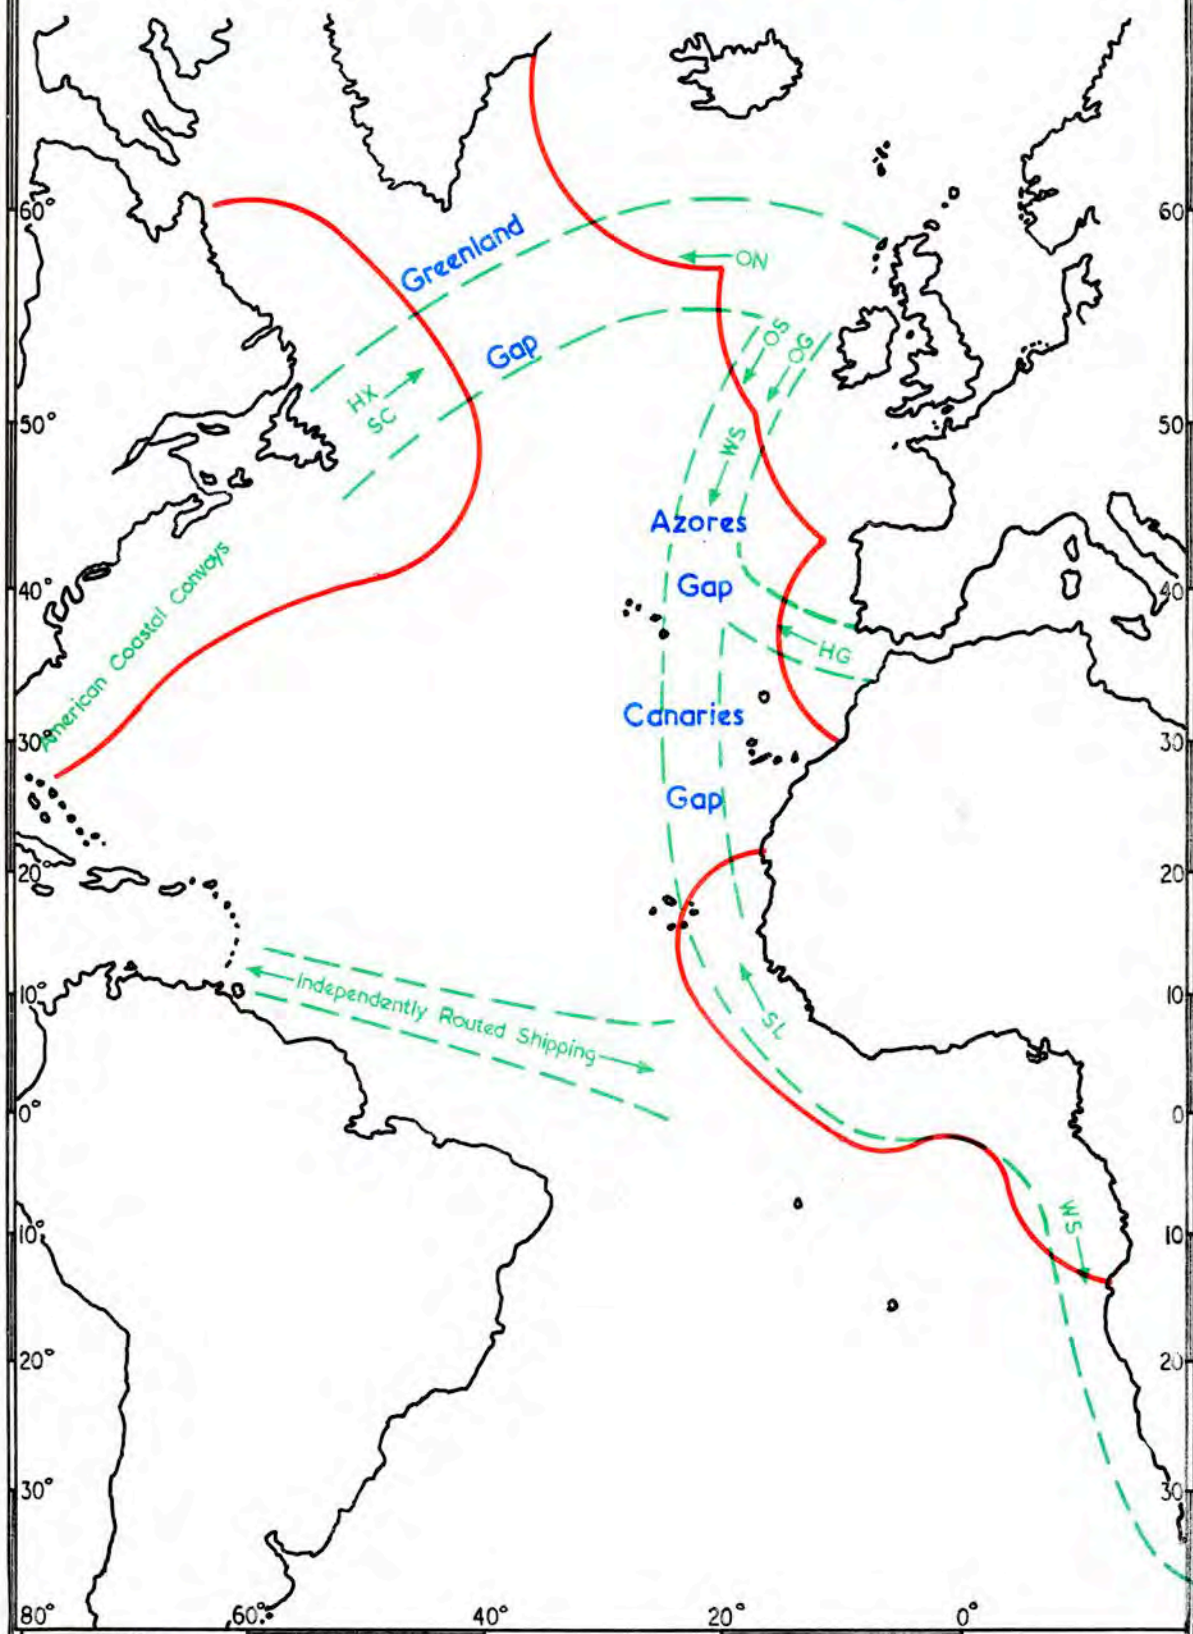 60°
60
Greenland
ON
Gap
OS
OG
HX
SC
50°
50
WS
Azores
American Coastal Convoys
40°
Gap
40
HG
Canaries
30°
30
Gap
20°
20
10°
Independently Routed Shipping
SL
10
0°
0
WS
10°
10
20°
20
30°
30
80°
60°
40°
20°
0°